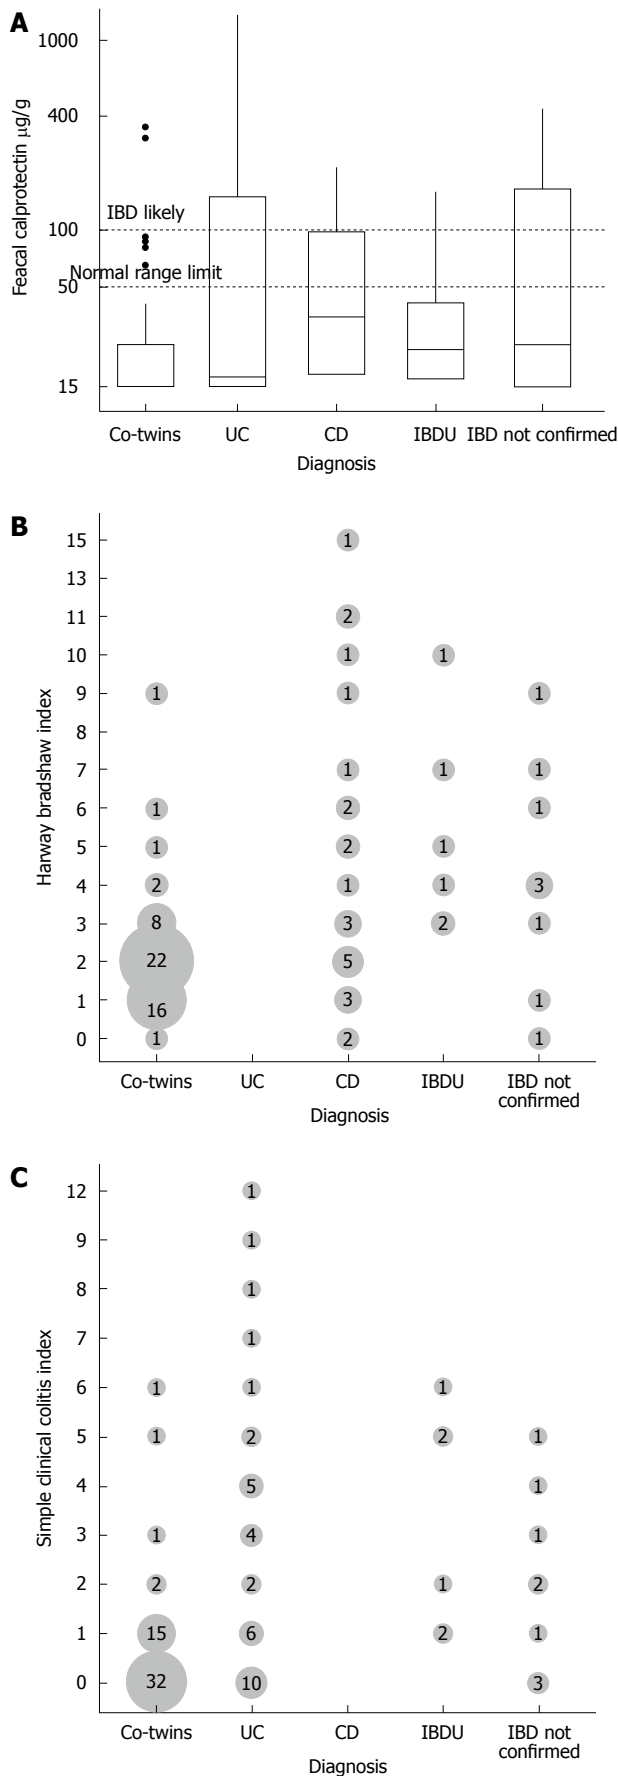 A
1000
400
100
50
15
Feacal calprotectin µg/g
IBD likely
Normal range limit
Co-twins UC CD IBDU IBD not confirmed
Diagnosis
B
15
13
11
10
9
8
7
6
5
4
3
2
1
0
Harway bradshaw index
1
2
1 1
1 1 1
1 1 1
1 2 1
1 2 1
2 1 1 3
8 3 2 1
22 5
16 3 1
1 2 1
Co-twins UC CD IBDU IBD not
confirmed
Diagnosis
C
12
9
8
7
6
5
4
3
2
1
0
Simple clinical colitis index
1
1
1
1
1 1 1
1 2 2 1
5 1
1 4 1
2 2 1 2
15 6 2 1
32 10 3
Co-twins UC CD IBDU IBD not
confirmed
Diagnosis